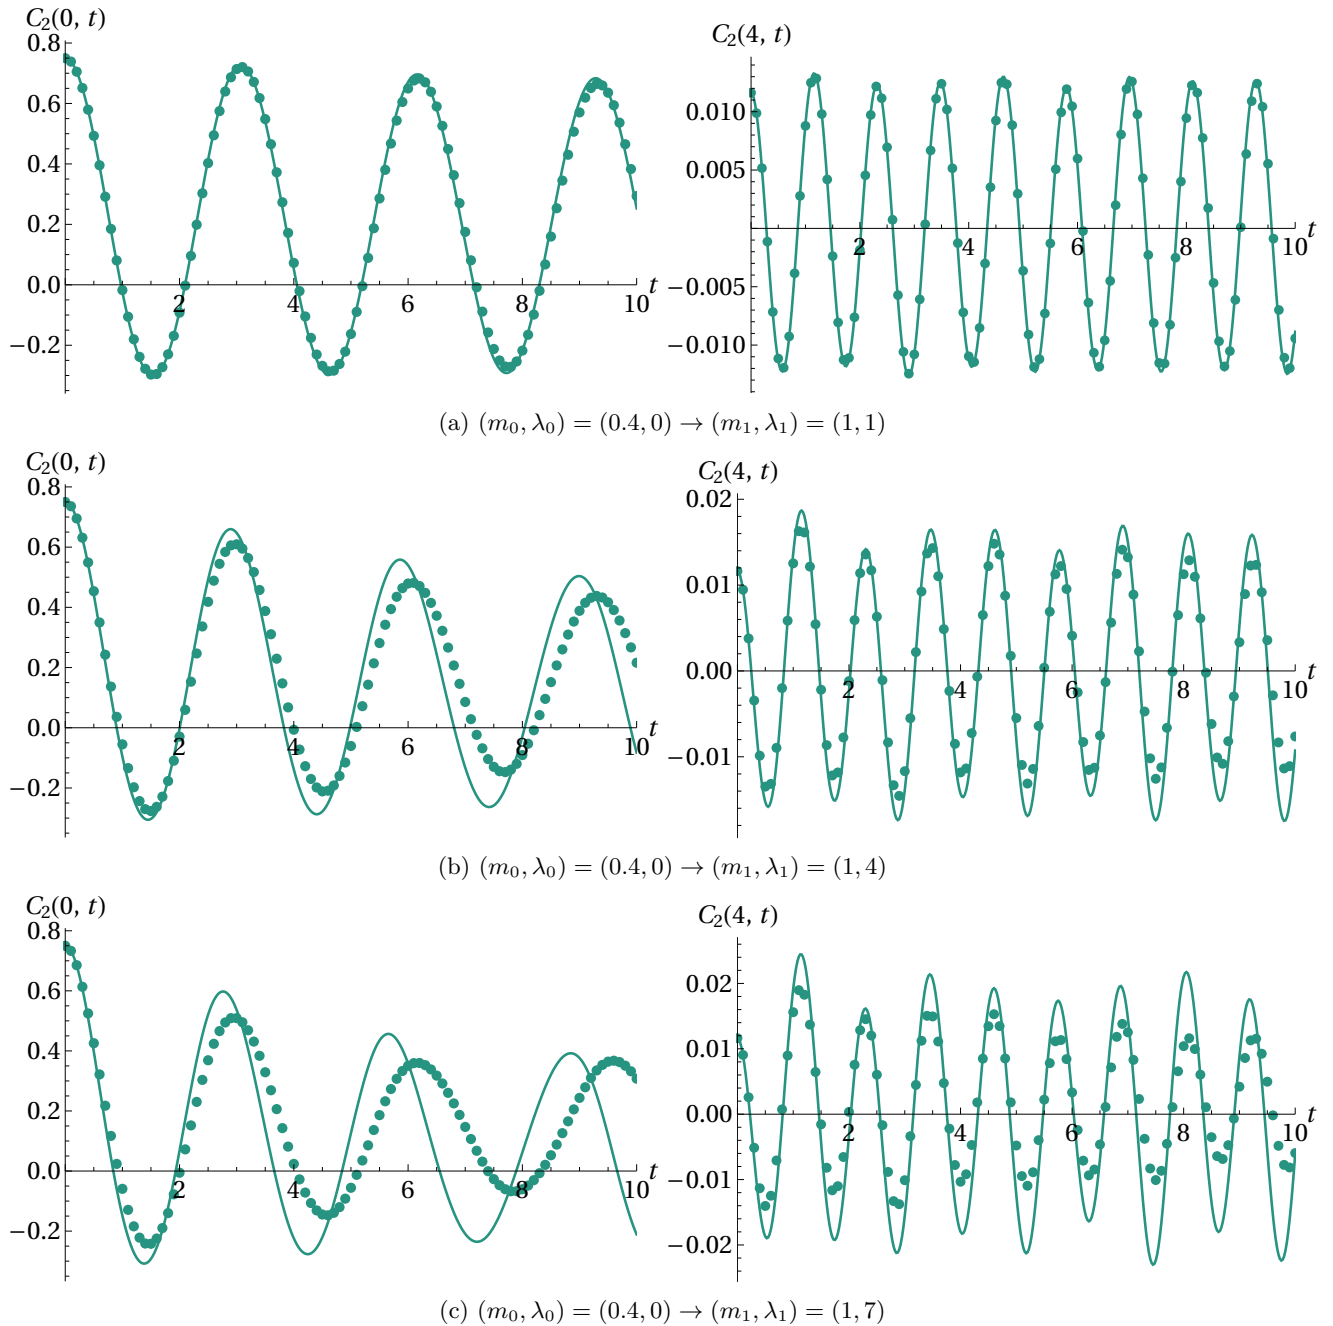 C₂(0, t)
0.8
0.6
0.4
0.2
0.0
−0.2
2 4 6 8 10 t
C₂(4, t)
0.010
0.005
−0.005
−0.010
2 4 6 8 10 t
(a) (m₀, λ₀) = (0.4, 0) → (m₁, λ₁) = (1, 1)
C₂(0, t)
0.8
0.6
0.4
0.2
0.0
−0.2
2 4 6 8 10 t
C₂(4, t)
0.02
0.01
0.00
−0.01
2 4 6 8 10 t
(b) (m₀, λ₀) = (0.4, 0) → (m₁, λ₁) = (1, 4)
C₂(0, t)
0.8
0.6
0.4
0.2
0.0
−0.2
2 4 6 8 10 t
C₂(4, t)
0.02
0.01
0.00
−0.01
−0.02
2 4 6 8 10 t
(c) (m₀, λ₀) = (0.4, 0) → (m₁, λ₁) = (1, 7)